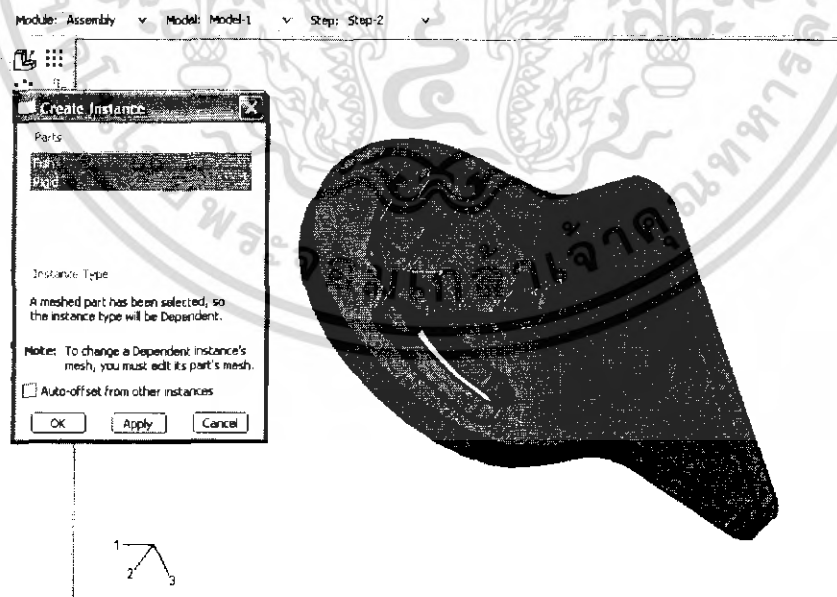 Module: Assembly Model: Model-1 Step: Step-2
Create Instance
Parts
Rigid
Instance Type
A meshed part has been selected, so
the instance type will be Dependent.
Note: To change a Dependent instance's
mesh, you must edit its part's mesh.
Auto-offset from other instances
OK Apply Cancel
1
2
3